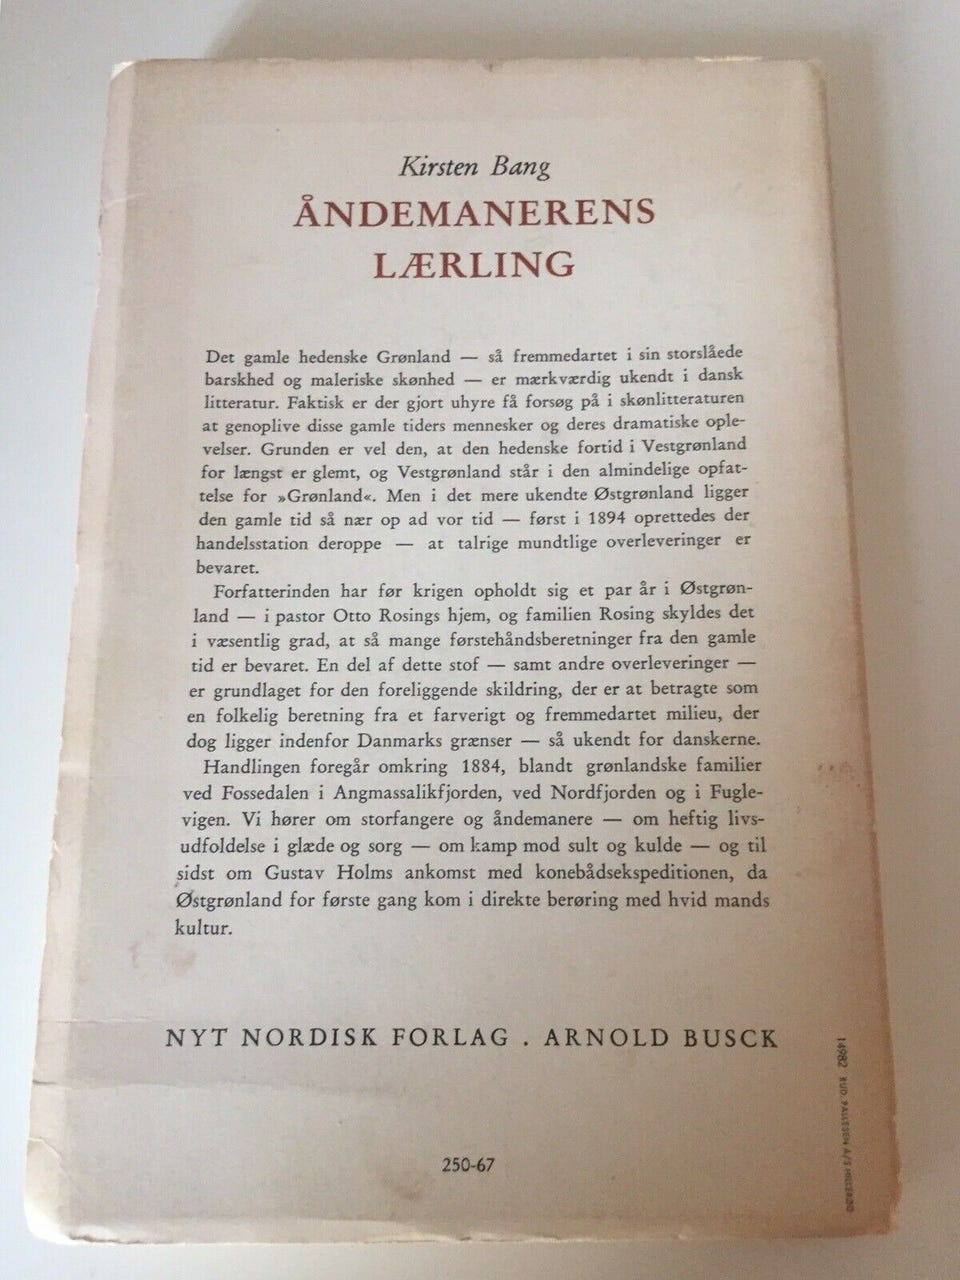 Kirsten Bang
ÅNDEMANERENS
LÆRLING
Det gamle hedenske Grønland — så fremmedartet i sin storslåede
barskhed og maleriske skønhed — er mærkværdig ukendt i dansk
litteratur. Faktisk er der gjort uhyre få forsøg på i skønlitteraturen
at genoplive disse gamle tiders mennesker og deres dramatiske ople-
velser. Grunden er vel den, at den hedenske fortid i Vestgrønland
for længst er glemt, og Vestgrønland står i den almindelige opfat-
telse for »Grønland«. Men i det mere ukendte Østgrønland ligger
den gamle tid så nær op ad vor tid — først i 1894 oprettedes der
handelsstation deroppe — at talrige mundtlige overleveringer er
bevaret.
Forfatterinden har før krigen opholdt sig et par år i Østgrøn-
land — i pastor Otto Rosings hjem, og familien Rosing skyldes det
i væsentlig grad, at så mange førstehåndsberetninger fra den gamle
tid er bevaret. En del af dette stof — samt andre overleveringer —
er grundlaget for den foreliggende skildring, der er at betragte som
en folkelig beretning fra et farverigt og fremmedartet milieu, der
dog ligger indenfor Danmarks grænser — så ukendt for danskerne.
Handlingen foregår omkring 1884, blandt grønlandske familier
ved Fossedalen i Angmassalikfjorden, ved Nordfjorden og i Fugle-
vigen. Vi hører om storfangere og åndemanere — om heftig livs-
udfoldelse i glæde og sorg — om kamp mod sult og kulde — og til
sidst om Gustav Holms ankomst med konebådsekspeditionen, da
Østgrønland for første gang kom i direkte berøring med hvid mands
kultur.
NYT NORDISK FORLAG . ARNOLD BUSCK
250-67
14982 RUD. PALLESEN A/S HILLERØD